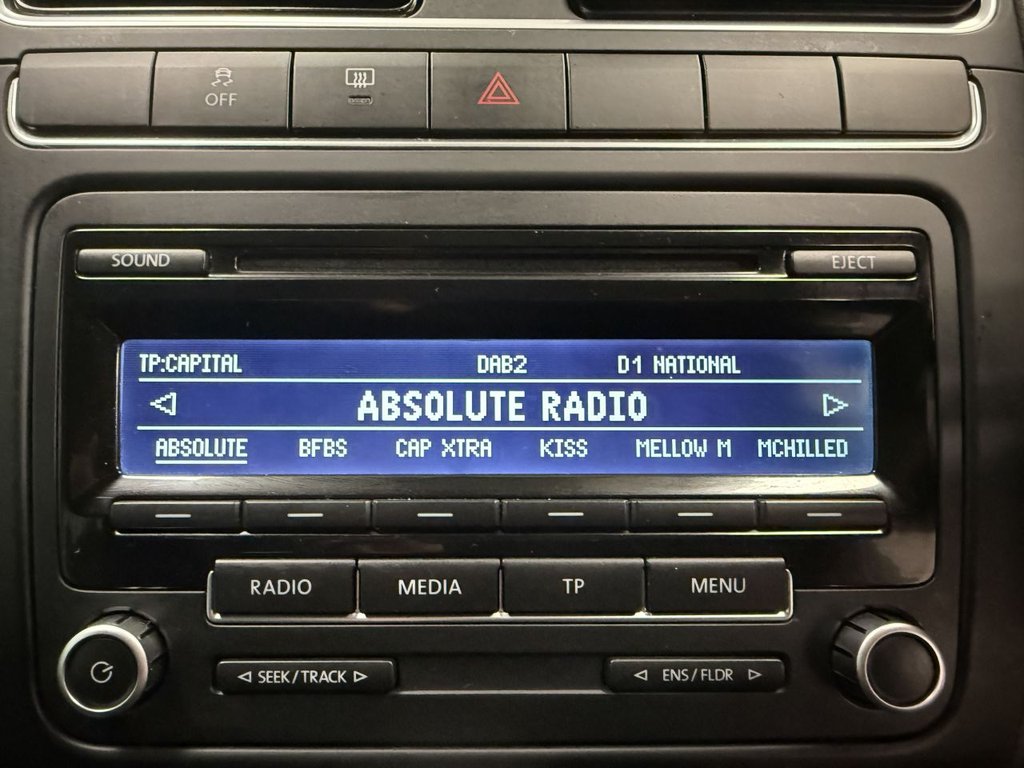 OFF
SOUND EJECT
TP:CAPITAL DAB2 D1 NATIONAL
ABSOLUTE RADIO
ABSOLUTE BFBS CAP XTRA KISS MELLOW M MCHILLED
RADIO MEDIA TP MENU
SEEK/TRACK ENS/FLDR